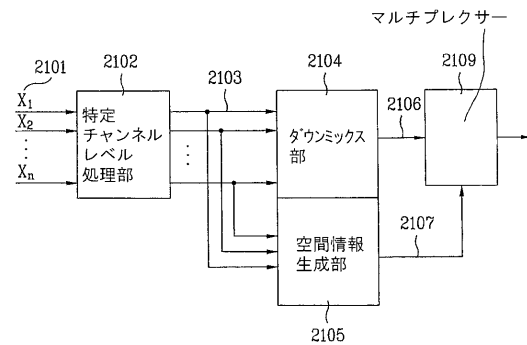 マルチプレクサー
2101
2102
2103
2104
2109
X1
X2
⋮
Xn
特定
チャンネル
レベル
処理部
⋮
ダウンミックス
部
2106
空間情報
生成部
2107
2105